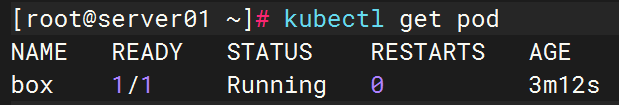 [root@server01 ~]# kubectl get pod
NAME   READY   STATUS    RESTARTS   AGE
box    1/1     Running   0          3m12s